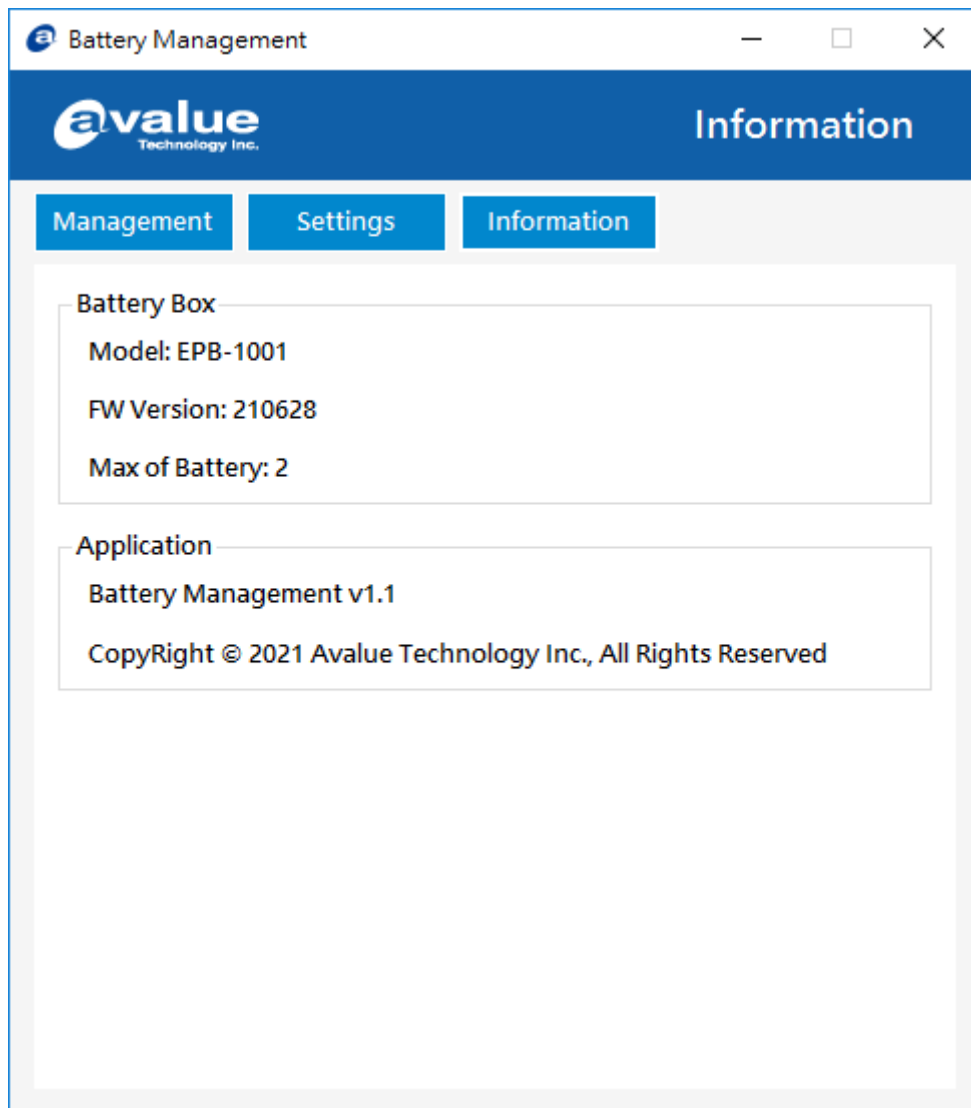 Battery Management
avalue
Technology Inc.
Information
Management
Settings
Information
Battery Box
Model: EPB-1001
FW Version: 210628
Max of Battery: 2
Application
Battery Management v1.1
CopyRight © 2021 Avalue Technology Inc., All Rights Reserved